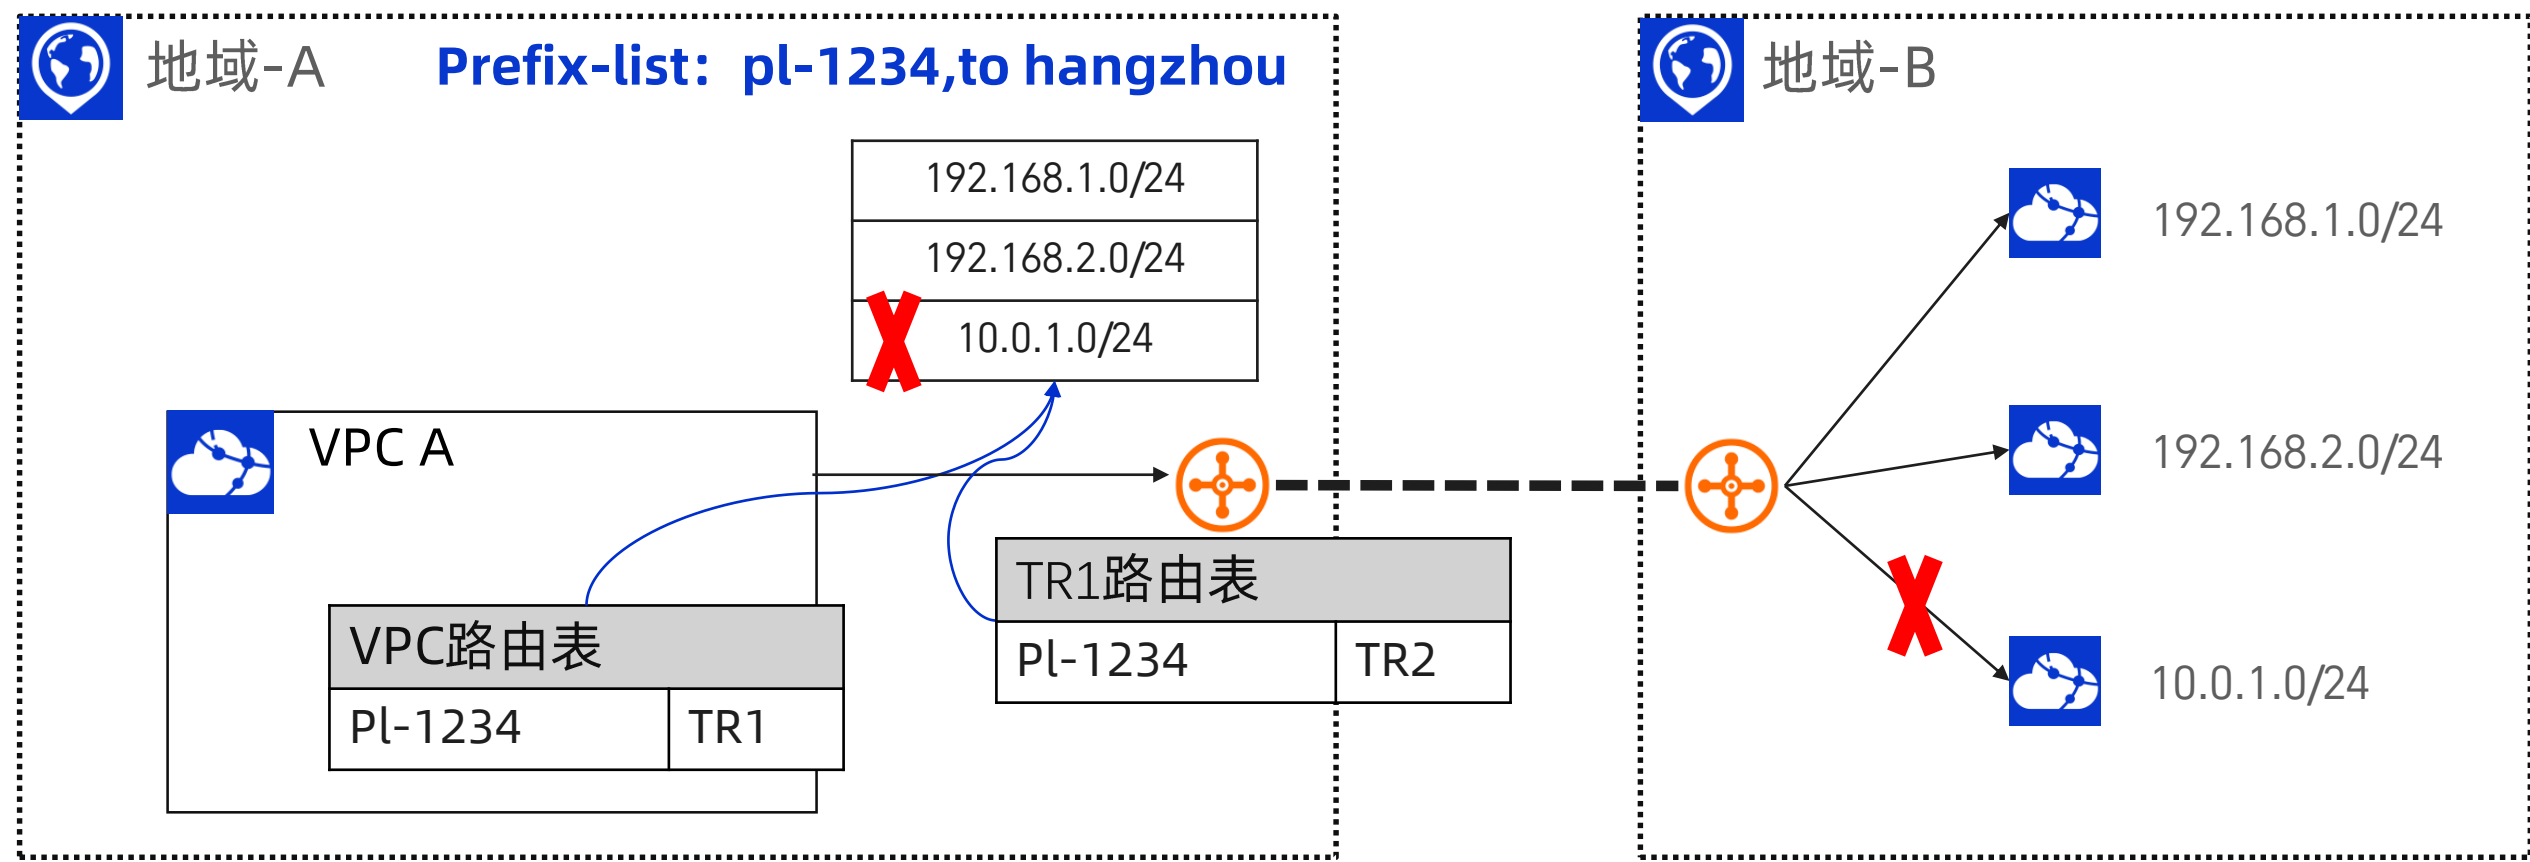 地域-A
Prefix-list：pl-1234,to hangzhou
192.168.1.0/24
192.168.2.0/24
10.0.1.0/24
VPC A
VPC路由表
Pl-1234 TR1
TR1路由表
Pl-1234 TR2
地域-B
192.168.1.0/24
192.168.2.0/24
10.0.1.0/24